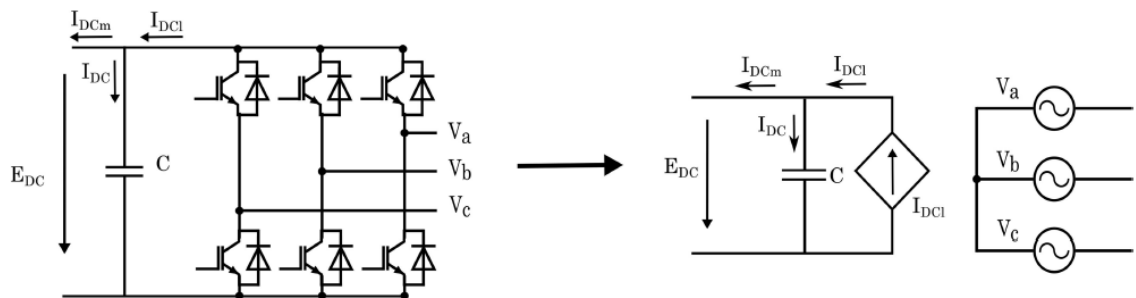 I_DCm I_DCl
I_DC
E_DC
C
V_a
V_b
V_c
I_DCm I_DCl
I_DC
E_DC
C
I_DCl
V_a
V_b
V_c